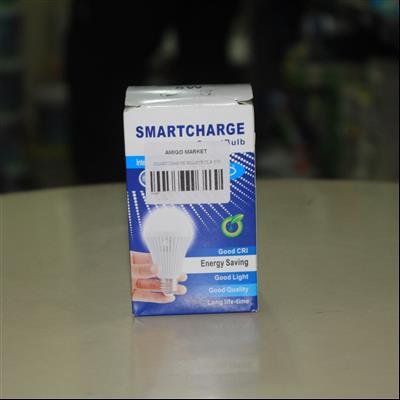 SMARTCHARGE
Bulb
AMIGO MARKET
Good CRI
Energy Saving
Good Light
Good Quality
Long life-time